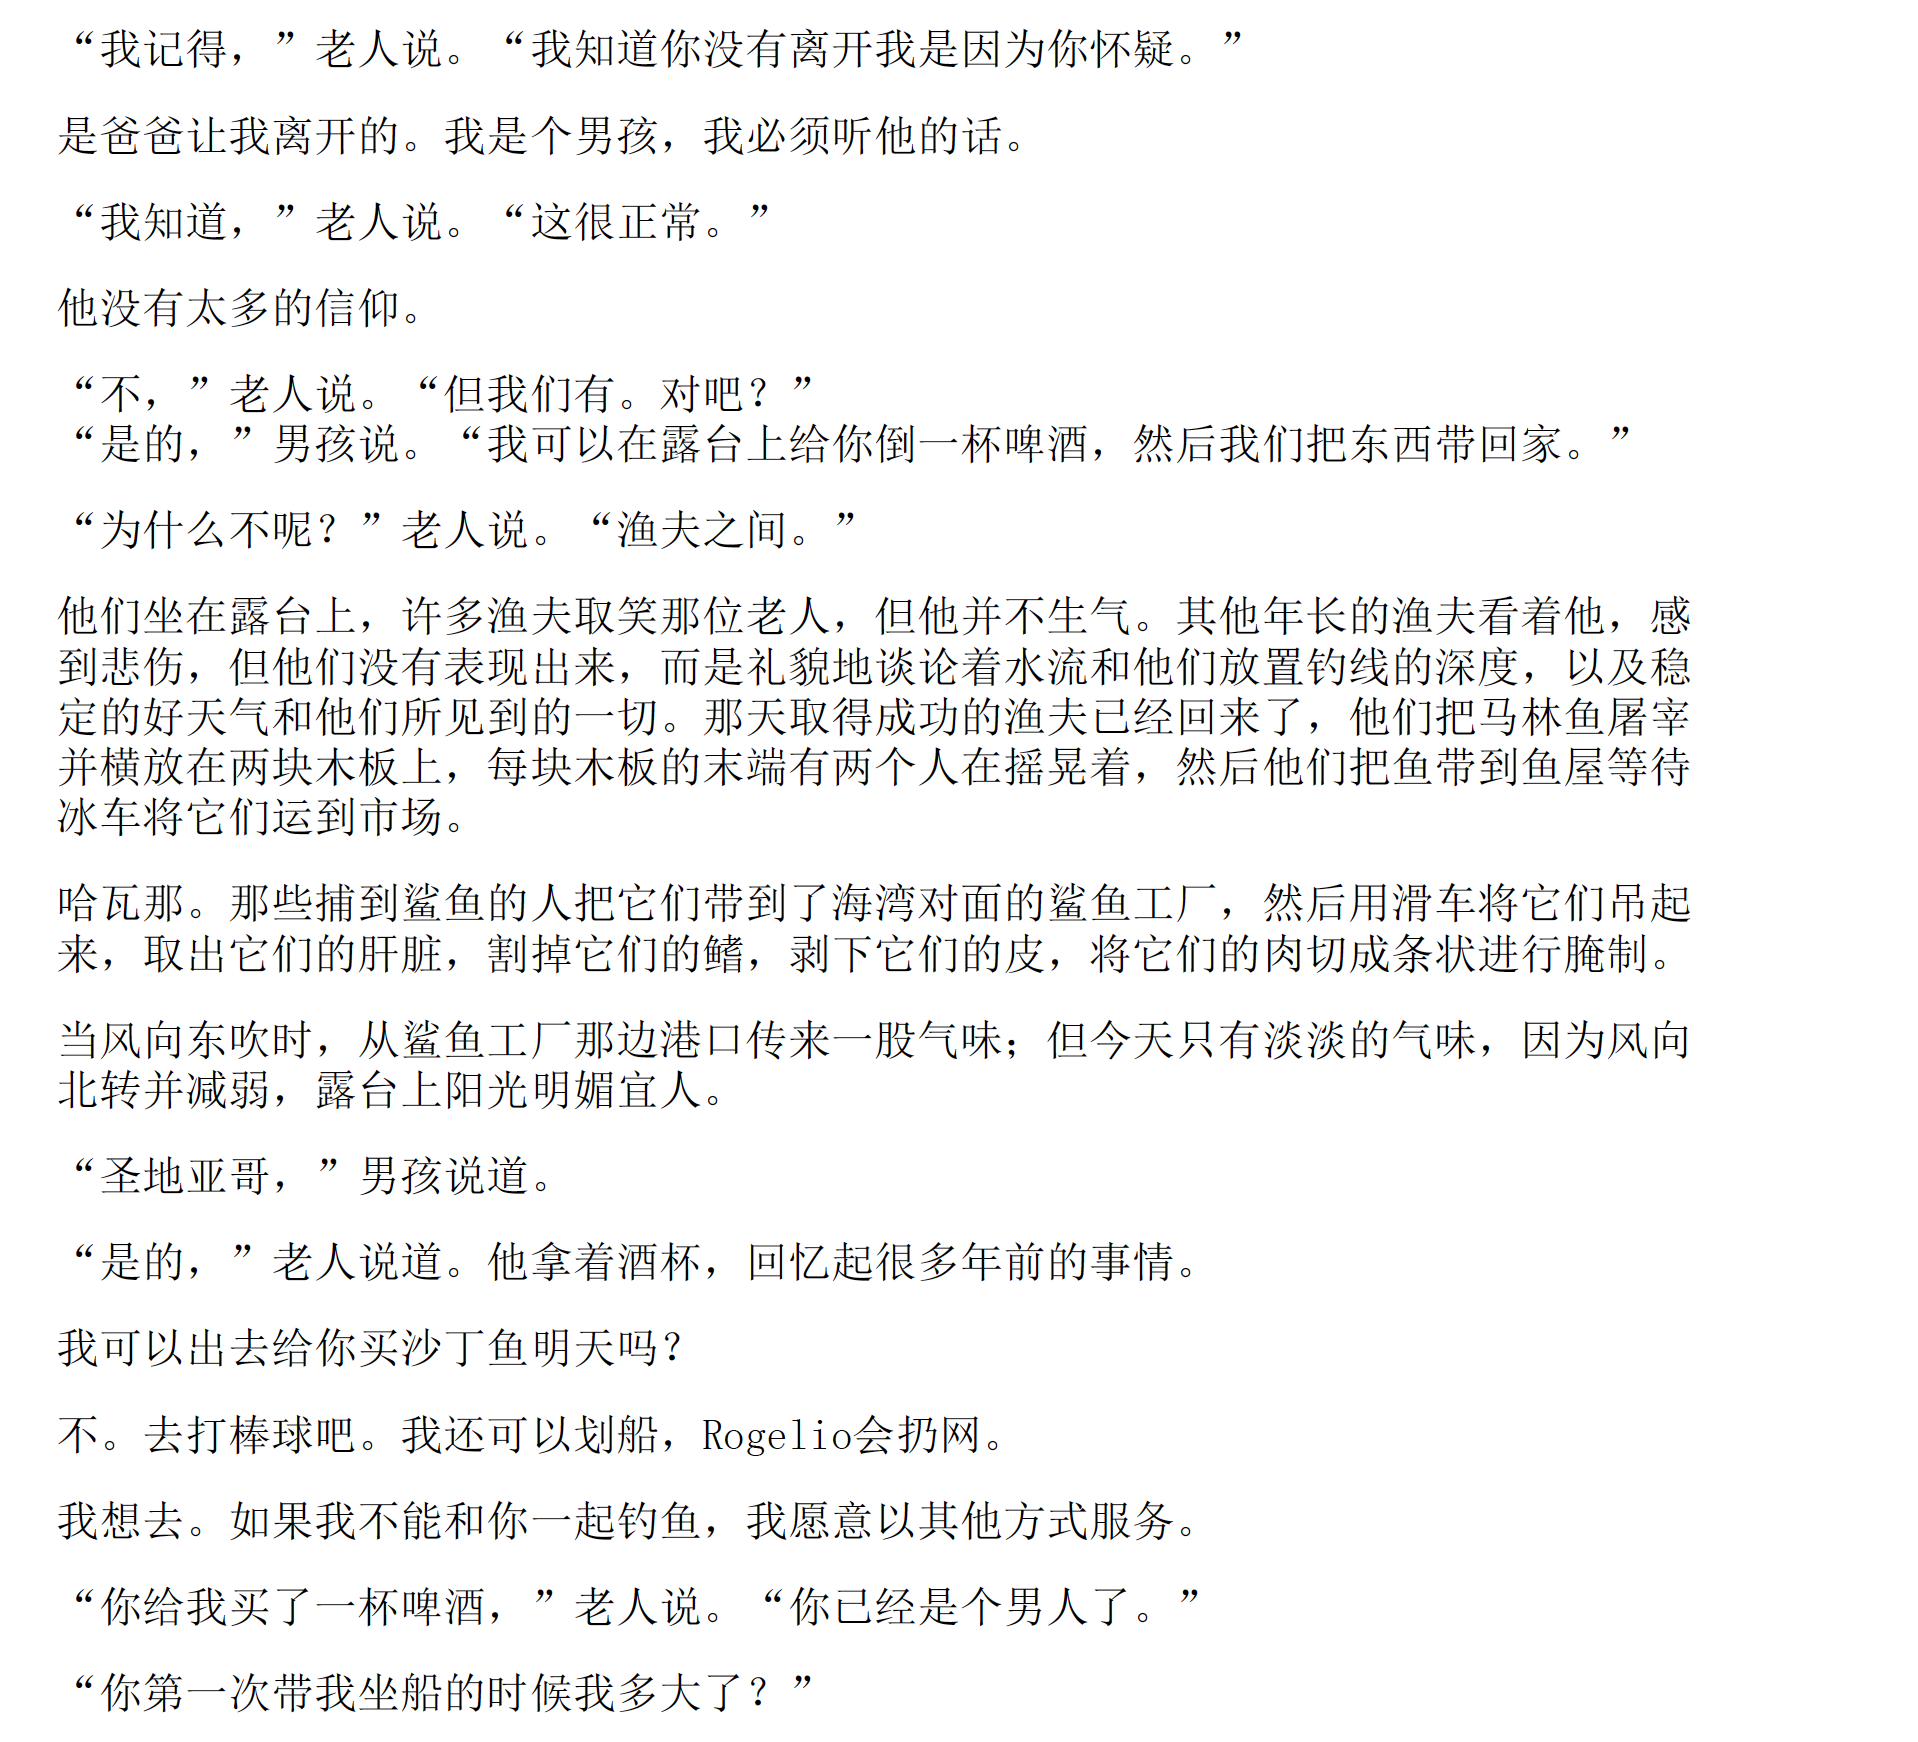 “我记得，”老人说。“我知道你没有离开我是因为你怀疑。”
是爸爸让我离开的。我是个男孩，我必须听他的话。
“我知道，”老人说。“这很正常。”
他没有太多的信仰。
“不，”老人说。“但我们有。对吧？”
“是的，”男孩说。“我可以在露台上给你倒一杯啤酒，然后我们把东西带回家。”
“为什么不呢？”老人说。“渔夫之间。”
他们坐在露台上，许多渔夫取笑那位老人，但他并不生气。其他年长的渔夫看着他，感
到悲伤，但他们没有表现出来，而是礼貌地谈论着水流和他们放置钓线的深度，以及稳
定的好天气和他们所见到的一切。那天取得成功的渔夫已经回来了，他们把马林鱼屠宰
并横放在两块木板上，每块木板的末端有两个人在摇晃着，然后他们把鱼带到鱼屋等待
冰车将它们运到市场。
哈瓦那。那些捕到鲨鱼的人把它们带到了海湾对面的鲨鱼工厂，然后用滑车将它们吊起
来，取出它们的肝脏，割掉它们的鳍，剥下它们的皮，将它们的肉切成条状进行腌制。
当风向东吹时，从鲨鱼工厂那边港口传来一股气味；但今天只有淡淡的气味，因为风向
北转并减弱，露台上阳光明媚宜人。
“圣地亚哥，”男孩说道。
“是的，”老人说道。他拿着酒杯，回忆起很多年前的事情。
我可以出去给你买沙丁鱼明天吗？
不。去打棒球吧。我还可以划船，Rogelio会扔网。
我想去。如果我不能和你一起钓鱼，我愿意以其他方式服务。
“你给我买了一杯啤酒，”老人说。“你已经是个男人了。”
“你第一次带我坐船的时候我多大了？”